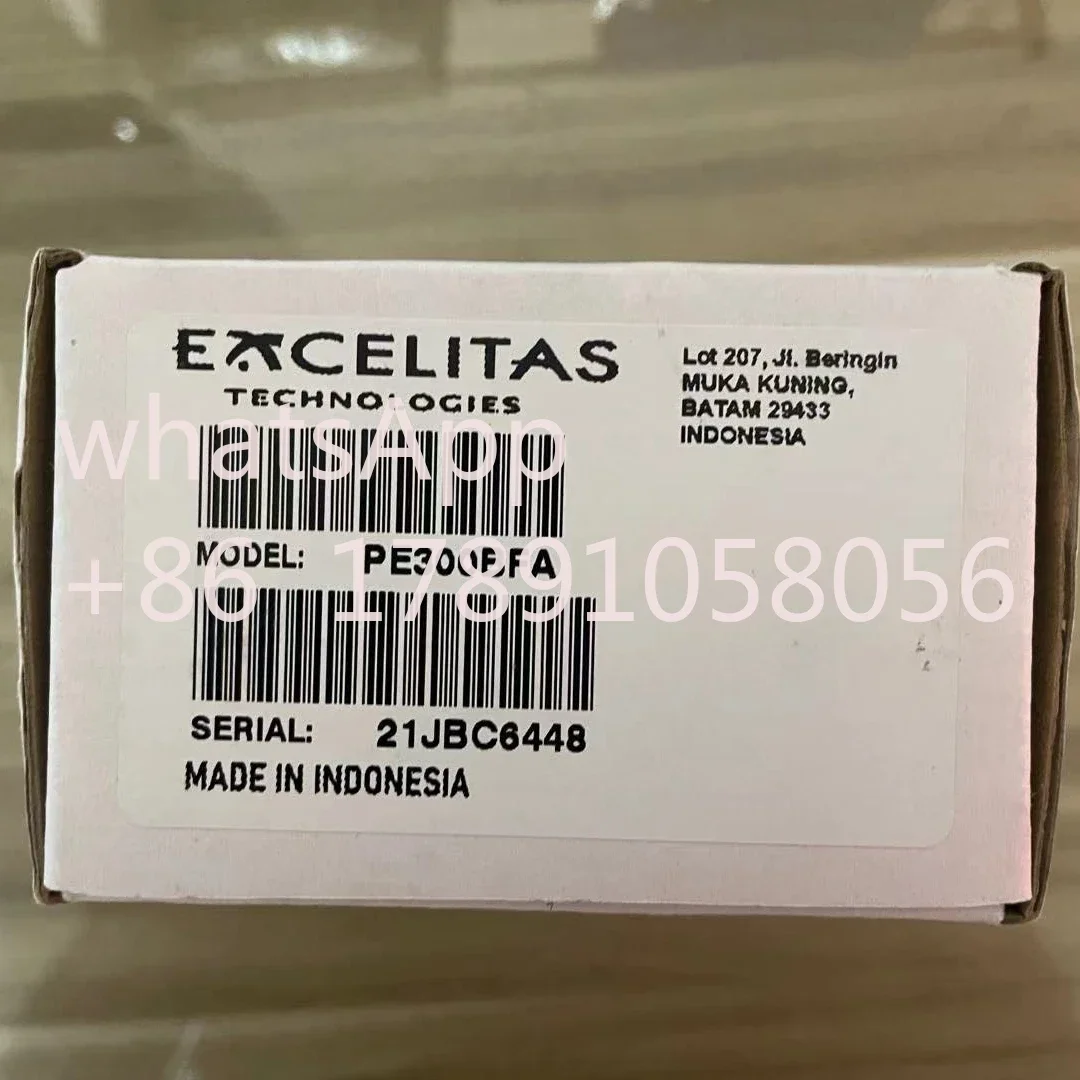 EXCELITAS
TECHNOLOGIES
Lot 207, Jl. Beringin
MUKA KUNING,
BATAM 29433
INDONESIA
whatsApp
MODEL: PE300BFA
+86 17891058056
SERIAL: 21JBC6448
MADE IN INDONESIA